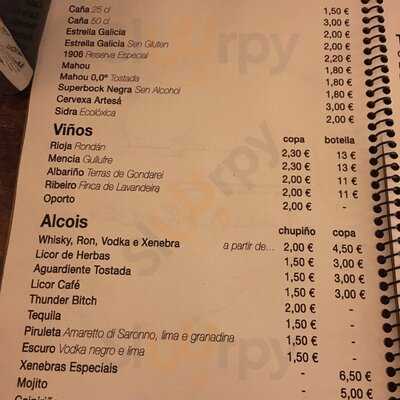 Caña 25 cl 1,50 €
Caña 50 cl 3,00 €
Estrella Galicia 2,00 €
Estrella Galicia Sen Gluten 2,00 €
1906 Reserva Especial 2,20 €
Mahou 1,80 €
Mahou 0,0° Tostada 1,80 €
Superbock Negra Sen Alcohol 1,80 €
Cervexa Artesá 3,00 €
Sidra Ecolóxica 2,00 €
Viños copa botella
Rioja Rondán 2,30 € 13 €
Mencia Gullufre 2,30 € 13 €
Albariño Terras de Gondarei 2,00 € 11 €
Ribeiro Finca de Lavandeira 2,00 € 11 €
Oporto 2,00 € -
Alcois chupiño copa
Whisky, Ron, Vodka e Xenebra a partir de... 2,00 € 4,50 €
Licor de Herbas 1,50 € 3,00 €
Aguardiente Tostada 1,50 € 3,00 €
Licor Café 1,50 € 3,00 €
Thunder Bitch 2,00 € -
Tequila 1,50 € -
Piruleta Amaretto di Saronno, lima e granadina 1,50 € -
Escuro Vodka negro e lima 1,50 € -
Xenebras Especiais - 6,50 €
Mojito - 5,00 €